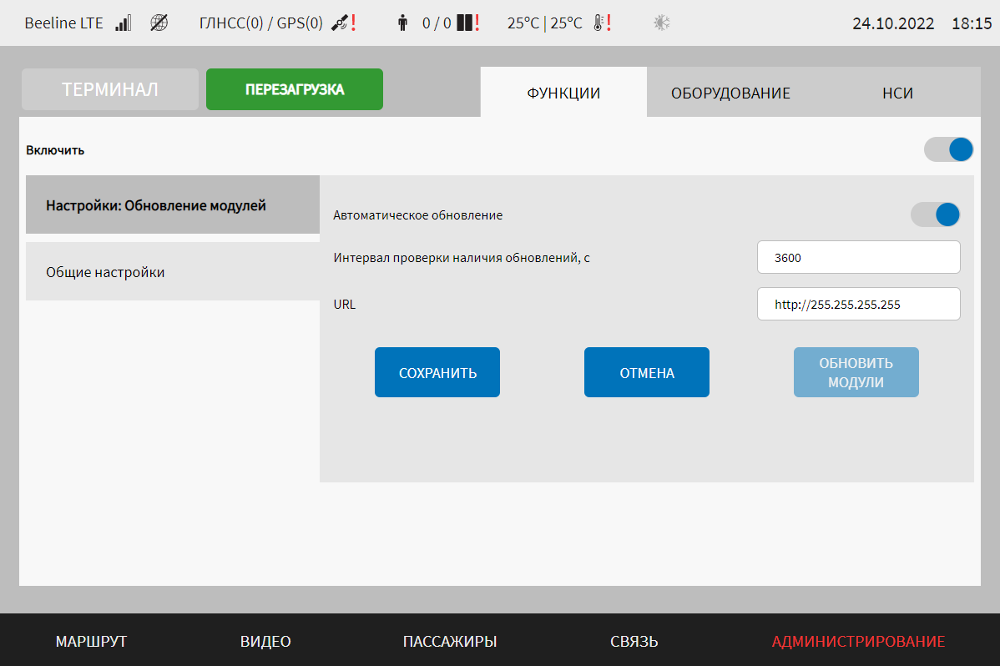 Beeline LTE ГЛНСС(0) / GPS(0) ! 0 / 0 ! 25°C | 25°C ! 24.10.2022 18:15
ТЕРМИНАЛ ПЕРЕЗАГРУЗКА ФУНКЦИИ ОБОРУДОВАНИЕ НСИ
Включить
Настройки: Обновление модулей
Общие настройки
Автоматическое обновление
Интервал проверки наличия обновлений, с 3600
URL http://255.255.255.255
СОХРАНИТЬ ОТМЕНА ОБНОВИТЬ
МОДУЛИ
МАРШРУТ ВИДЕО ПАССАЖИРЫ СВЯЗЬ АДМИНИСТРИРОВАНИЕ